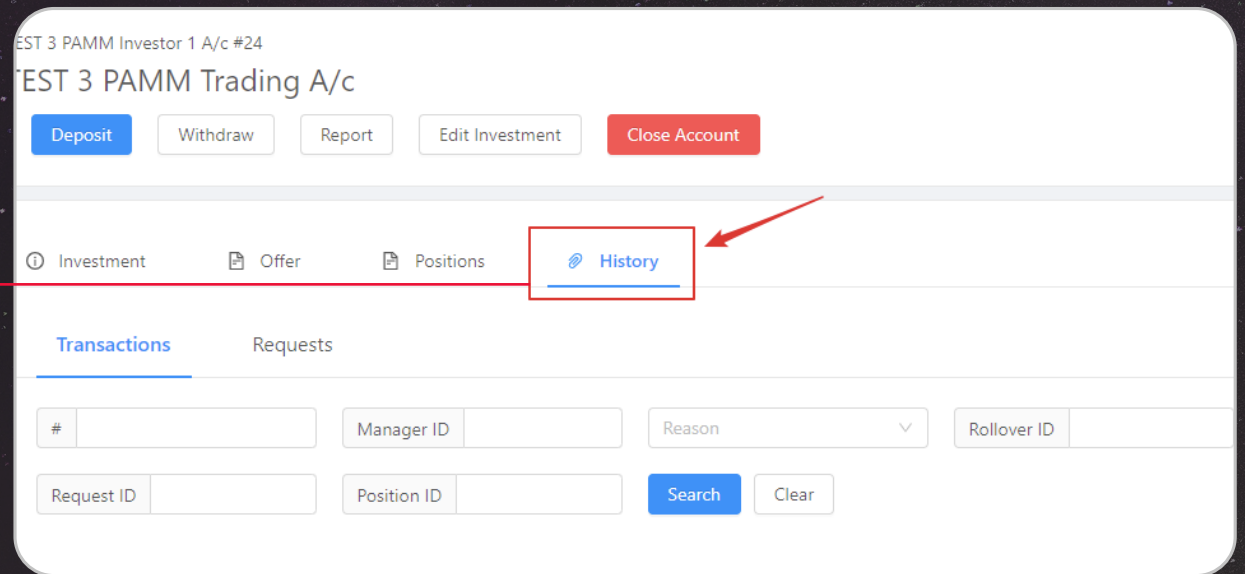 EST 3 PAMM Investor 1 A/c #24
TEST 3 PAMM Trading A/c
Deposit Withdraw Report Edit Investment Close Account
Investment Offer Positions History
Transactions Requests
# Manager ID Reason Rollover ID
Request ID Position ID Search Clear